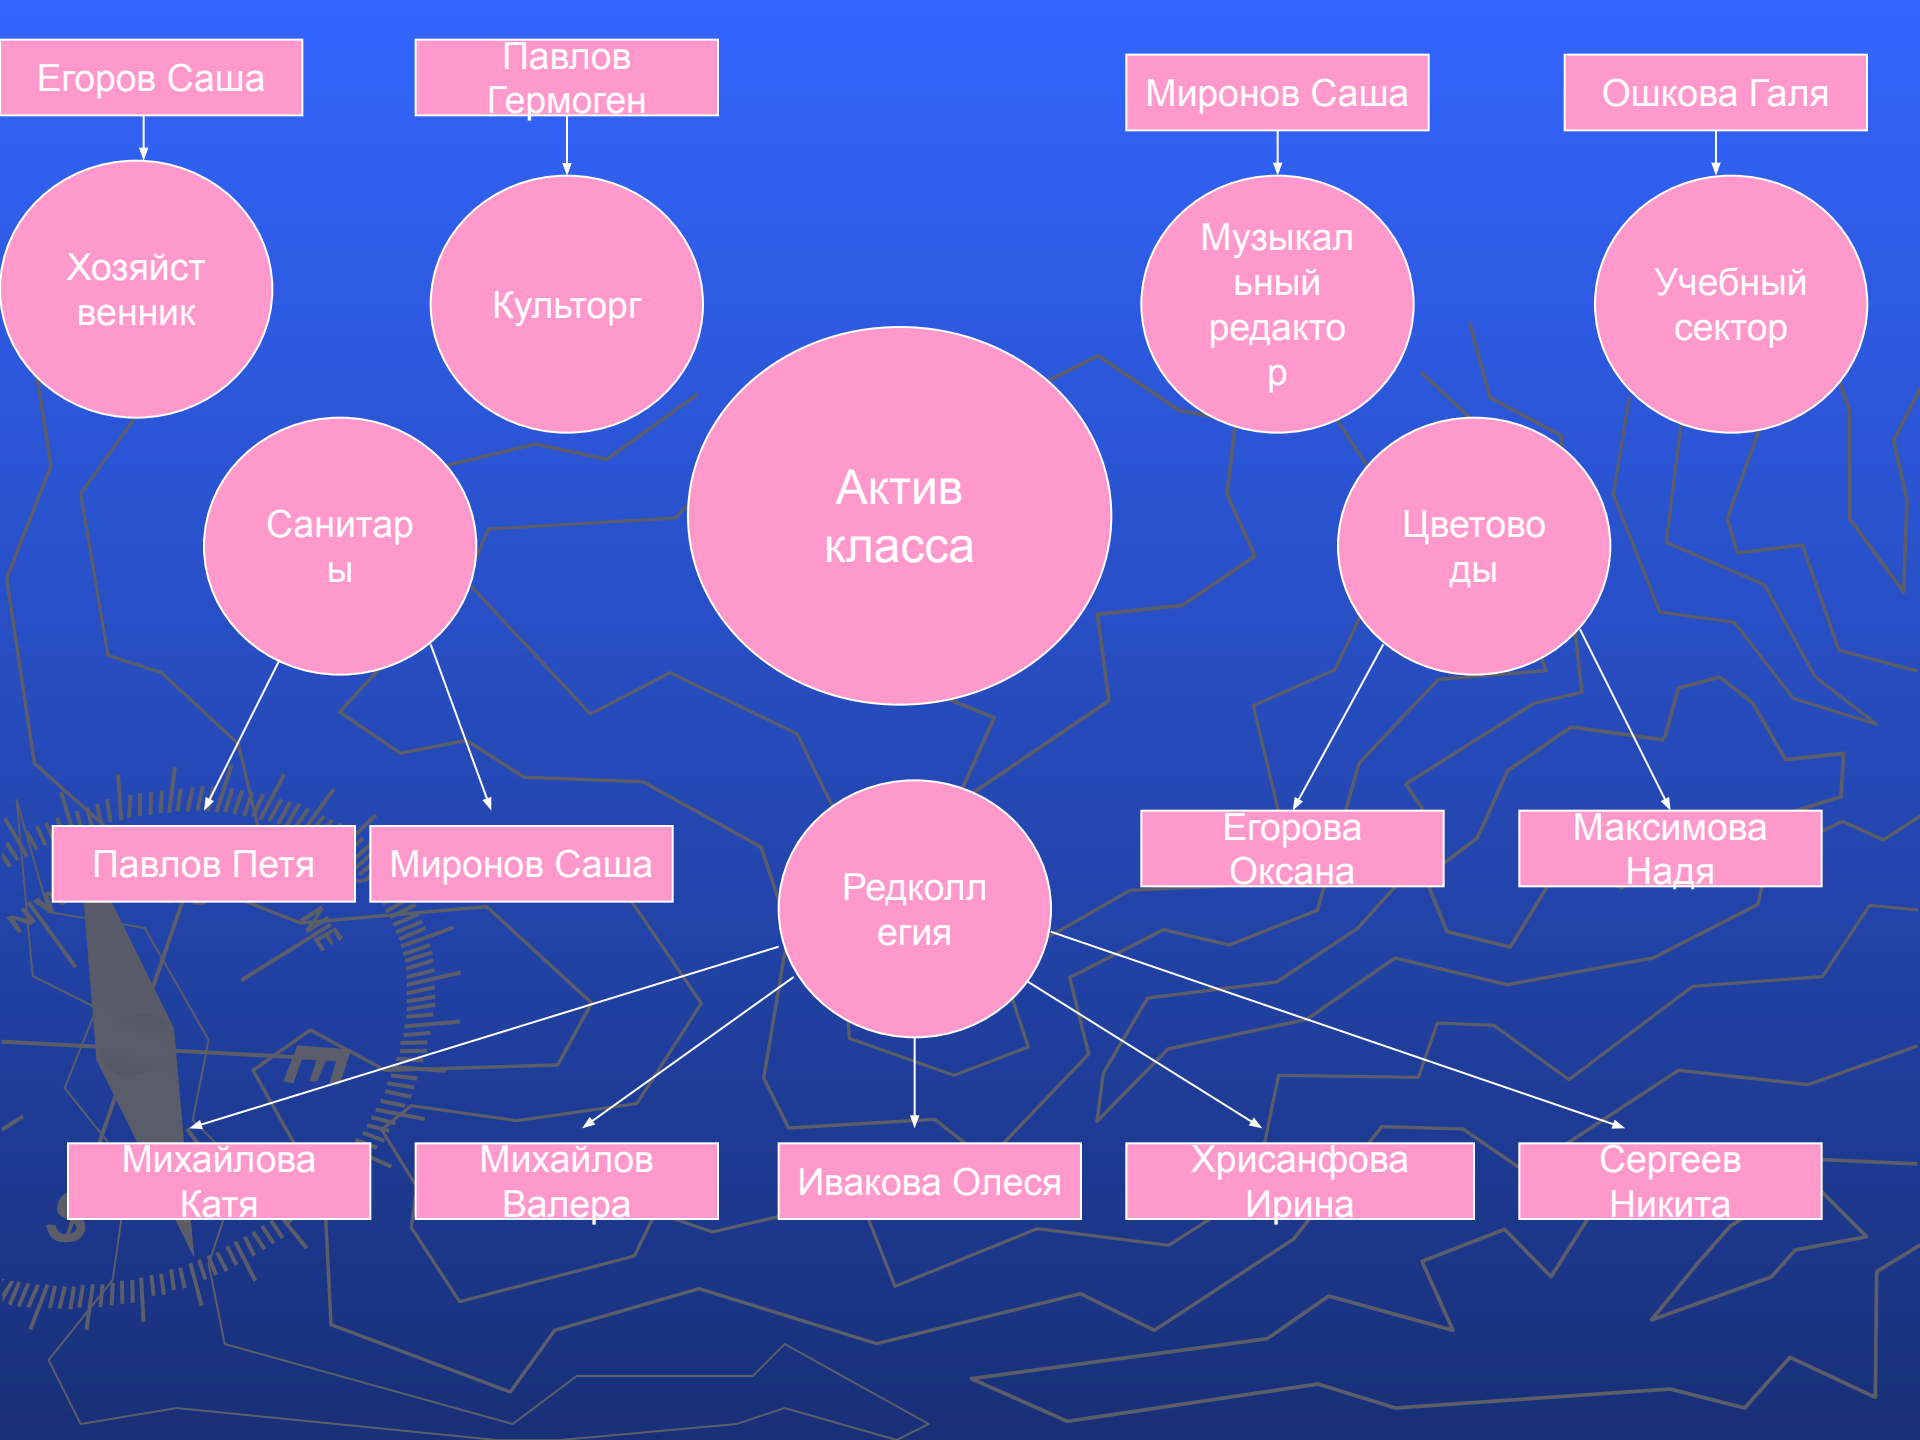 Егоров Саша
Павлов
Гермоген
Миронов Саша
Ошкова Галя
Хозяйст
венник
Культорг
Музыкал
ьный
редакто
р
Учебный
сектор
Актив
класса
Санитар
ы
Цветово
ды
Павлов Петя
Миронов Саша
Редколл
егия
Егорова
Оксана
Максимова
Надя
Михайлова
Катя
Михайлов
Валера
Ивакова Олеся
Хрисанфова
Ирина
Сергеев
Никита
NE
E
S